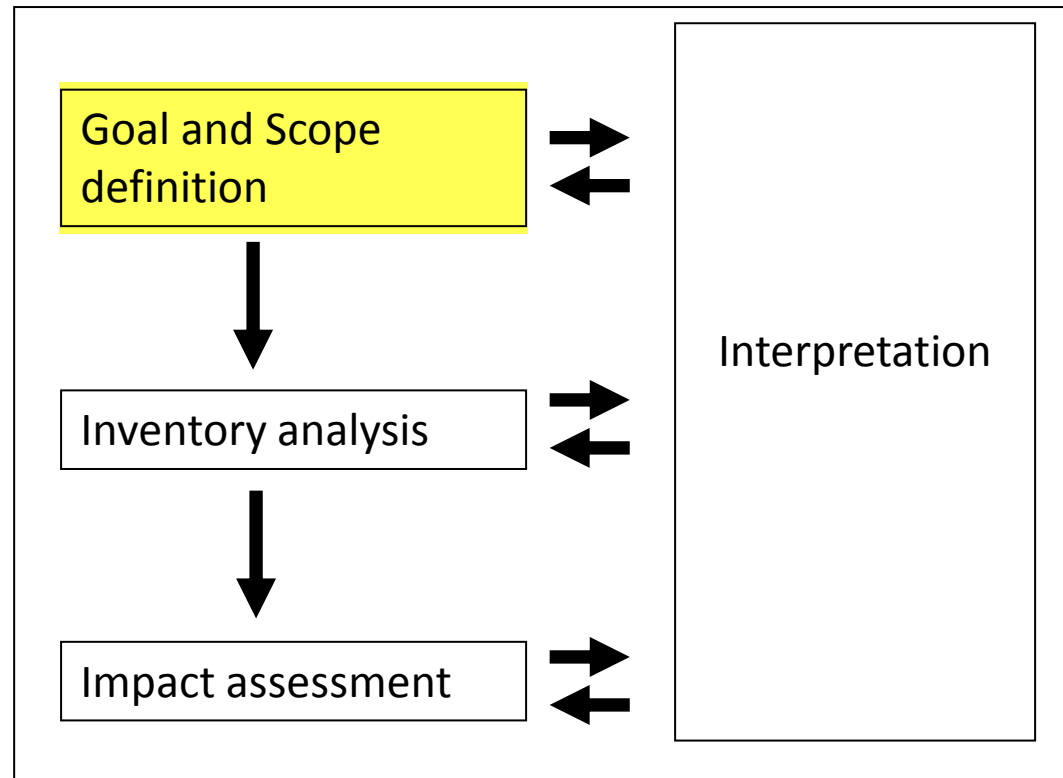 Goal and Scope
definition
Interpretation
Inventory analysis
Impact assessment